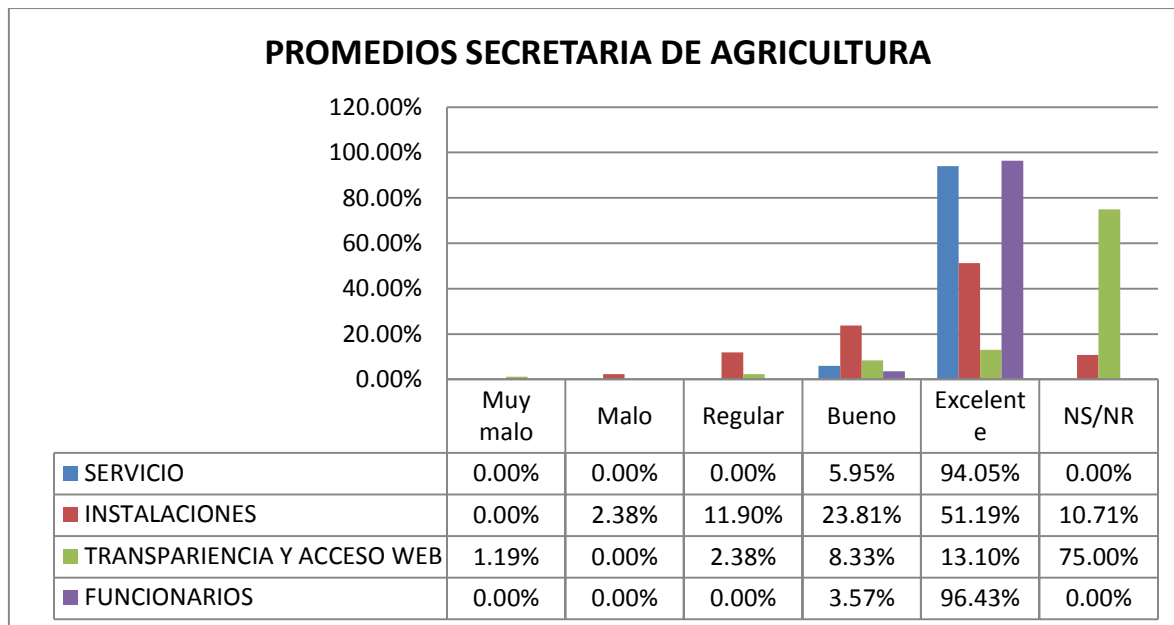 PROMEDIOS SECRETARIA DE AGRICULTURA
120.00%
100.00%
80.00%
60.00%
40.00%
20.00%
0.00%
Muy malo Malo Regular Bueno Excelente NS/NR
SERVICIO 0.00% 0.00% 0.00% 5.95% 94.05% 0.00%
INSTALACIONES 0.00% 2.38% 11.90% 23.81% 51.19% 10.71%
TRANSPARIENCIA Y ACCESO WEB 1.19% 0.00% 2.38% 8.33% 13.10% 75.00%
FUNCIONARIOS 0.00% 0.00% 0.00% 3.57% 96.43% 0.00%